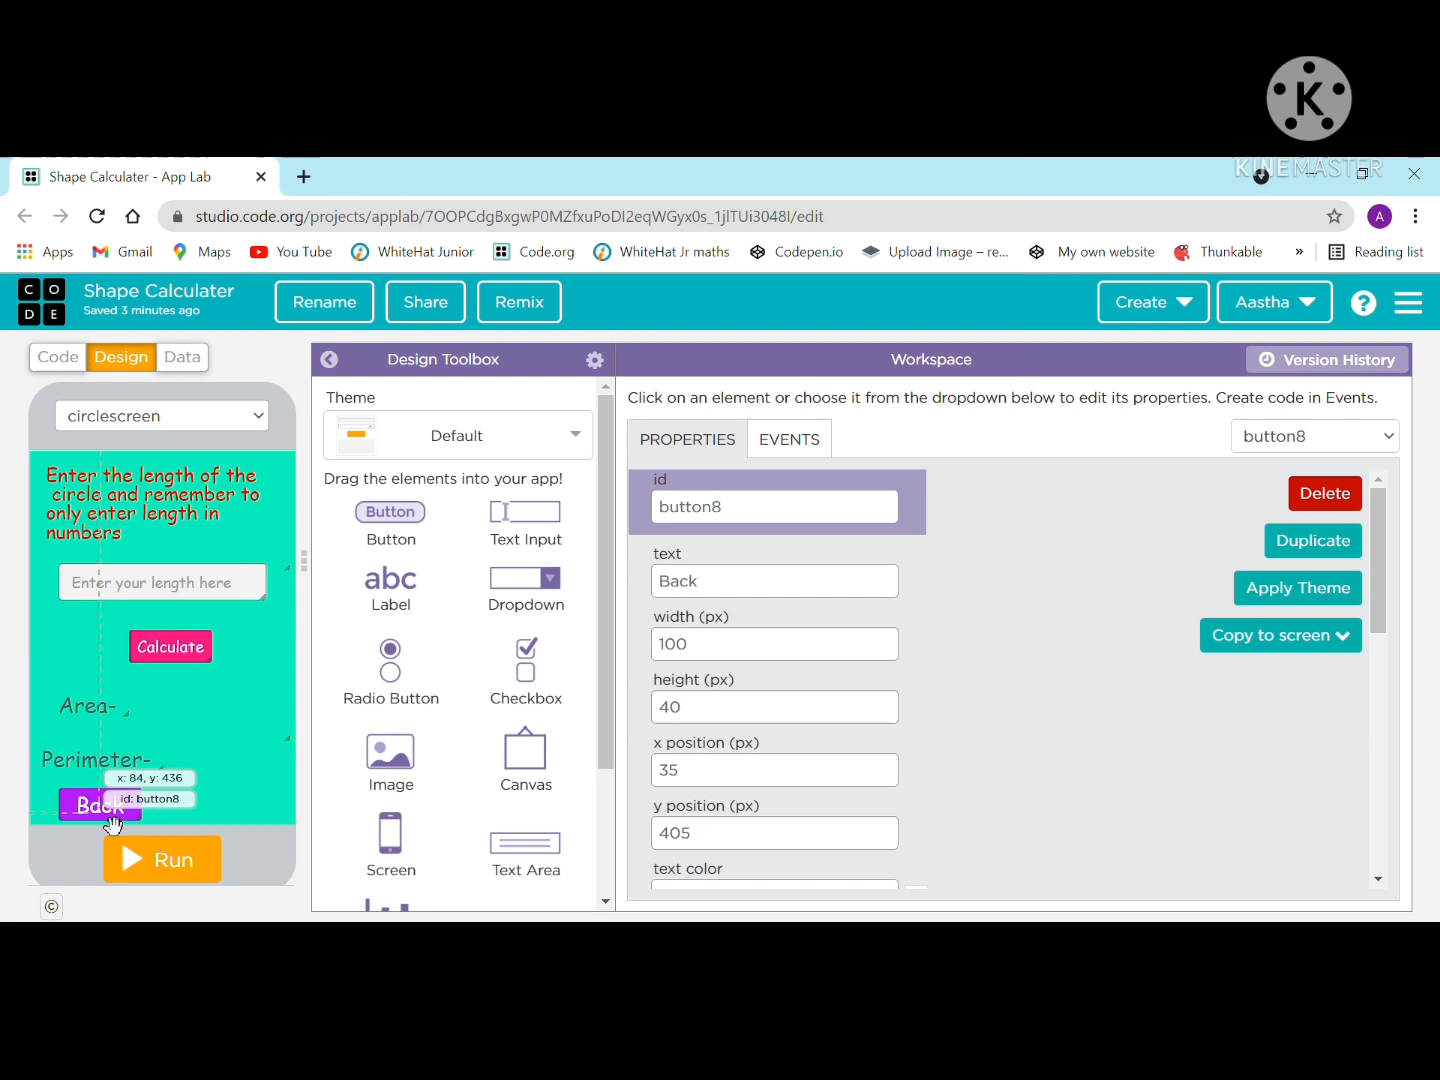 K
KINEMASTER
Shape Calculater - App Lab
studio.code.org/projects/applab/7OOPCdgBxgwP0MZfxuPoDI2eqWGyx0s_1jlTUi3048I/edit
A
Apps Gmail Maps You Tube WhiteHat Junior Code.org WhiteHat Jr maths Codepen.io Upload Image – re... My own website Thunkable » Reading list
C O
D E
Shape Calculater
Saved 3 minutes ago
Rename Share Remix Create Aastha ?
Code Design Data
Design Toolbox
Workspace
Version History
circlescreen
Enter the length of the
circle and remember to
only enter length in
numbers
Enter your length here
Calculate
Area-
Perimeter-
x: 84, y: 436
id: button8
Back
Run
©
Theme
Default
Drag the elements into your app!
Button
Button Text Input
abc
Label Dropdown
Radio Button Checkbox
Image Canvas
Screen Text Area
Click on an element or choose it from the dropdown below to edit its properties. Create code in Events.
PROPERTIES EVENTS
button8
id
button8
text
Back
width (px)
100
height (px)
40
x position (px)
35
y position (px)
405
text color
Delete
Duplicate
Apply Theme
Copy to screen